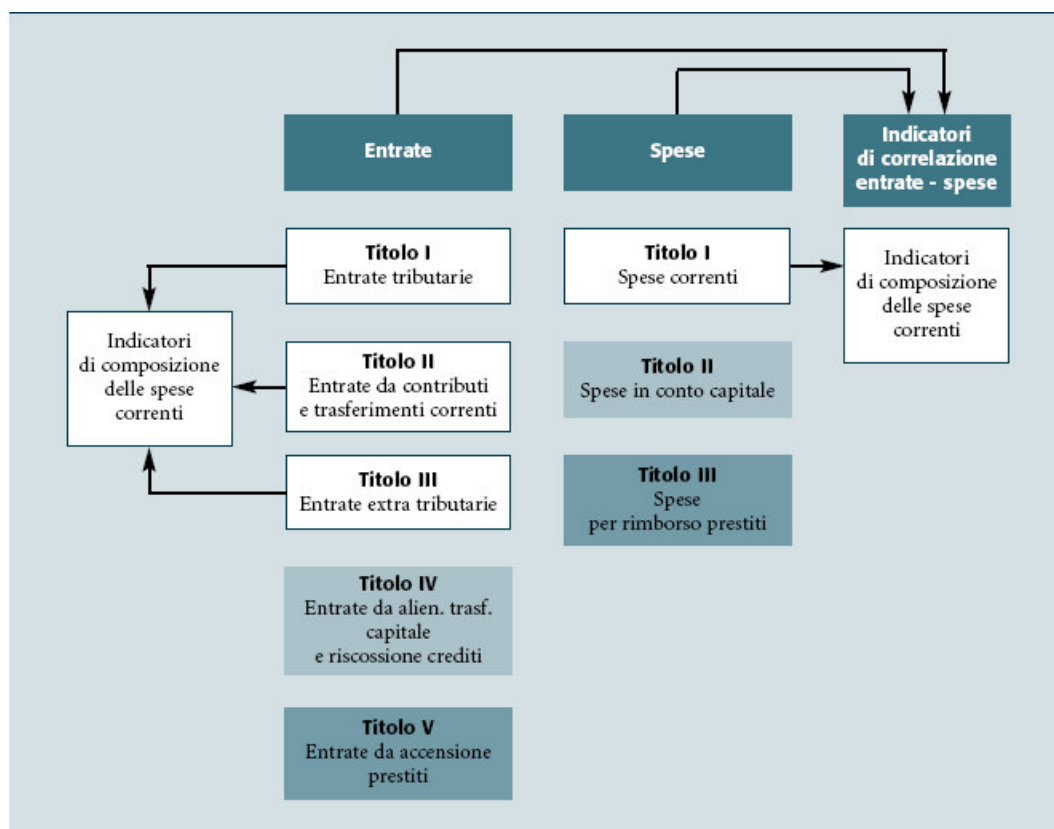 Entrate
Spese
Indicatori
di correlazione
entrate - spese
Titolo I
Entrate tributarie
Titolo I
Spese correnti
Indicatori
di composizione
delle spese
correnti
Indicatori
di composizione
delle spese
correnti
Titolo II
Entrate da contributi
e trasferimenti correnti
Titolo II
Spese in conto capitale
Titolo III
Entrate extra tributarie
Titolo III
Spese
per rimborso prestiti
Titolo IV
Entrate da alien. trasf.
capitale
e riscossione crediti
Titolo V
Entrate da accensione
prestiti